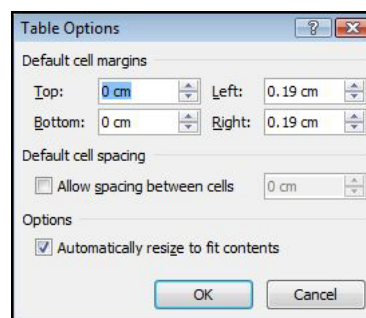 Table Options
Default cell margins
Top: 0 cm Left: 0.19 cm
Bottom: 0 cm Right: 0.19 cm
Default cell spacing
Allow spacing between cells 0 cm
Options
Automatically resize to fit contents
OK Cancel